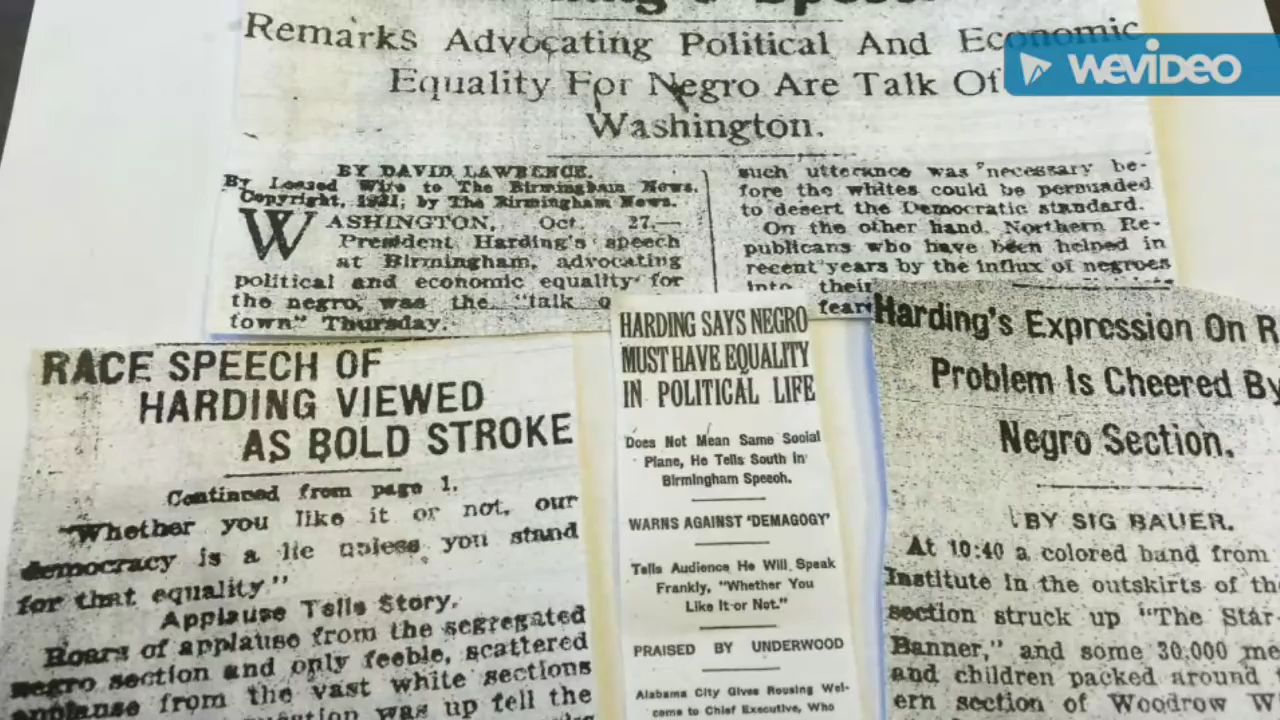 Remarks Advocating Political And Economic
Equality For Negro Are Talk Of
Washington.
WEVIDEO
BY DAVID LAWRENCE.
By Leased Wire to The Birmingham News.
Copyright, 1921, by The Birmingham News.
WASHINGTON, Oct. 27.—
President Harding's speech
at Birmingham, advocating
political and economic equality for
the negro, was the "talk o
town" Thursday.
such utterance was necessary be-
fore the whites could be persuaded
to desert the Democratic standard.
On the other hand, Northern Re-
publicans who have been helped in
recent years by the influx of negroes
into their
fear
RACE SPEECH OF
HARDING VIEWED
AS BOLD STROKE
Continued from page 1.
"Whether you like it or not, our
democracy is a lie unless you stand
for that equality."
Applause Tells Story.
Roars of applause from the segregated
negro section and only feeble, scattered
applause from the vast white sections
was up tell the
HARDING SAYS NEGRO
MUST HAVE EQUALITY
IN POLITICAL LIFE
Does Not Mean Same Social
Plane, He Tells South in
Birmingham Speech.
WARNS AGAINST 'DEMAGOGY'
Tells Audience He Will Speak
Frankly, "Whether You
Like It or Not."
PRAISED BY UNDERWOOD
Alabama City Gives Rousing Wel-
come to Chief Executive, Who
Harding's Expression On R
Problem Is Cheered By
Negro Section.
BY SIG BAUER.
At 10:40 a colored band from
Institute in the outskirts of th
section struck up "The Star-
Banner," and some 30,000 me
and children packed around
ern section of Woodrow W